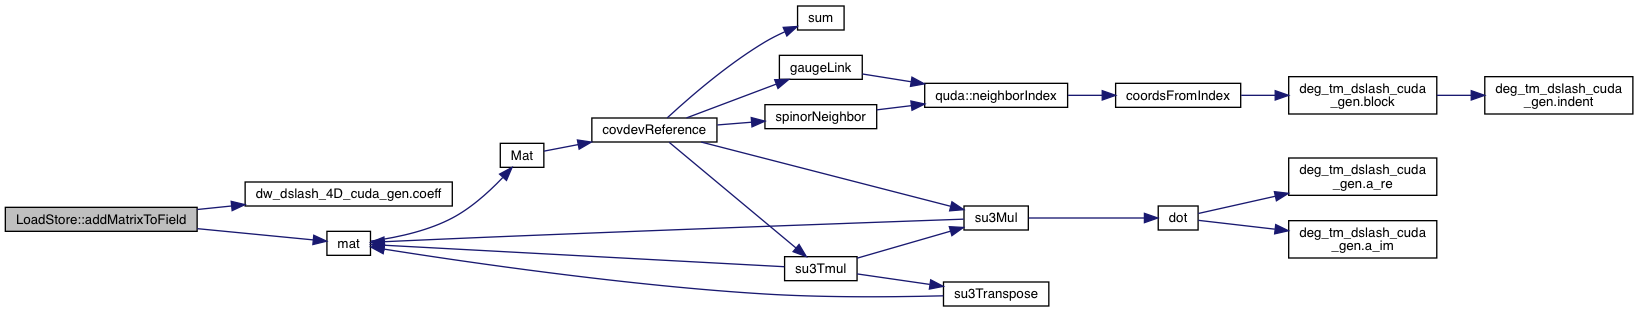 sum
gaugeLink
quda::neighborIndex
coordsFromIndex
deg_tm_dslash_cuda
_gen.block
deg_tm_dslash_cuda
_gen.indent
spinorNeighbor
covdevReference
Mat
dw_dslash_4D_cuda_gen.coeff
LoadStore::addMatrixToField
mat
su3Mul
dot
deg_tm_dslash_cuda
_gen.a_re
deg_tm_dslash_cuda
_gen.a_im
su3Tmul
su3Transpose